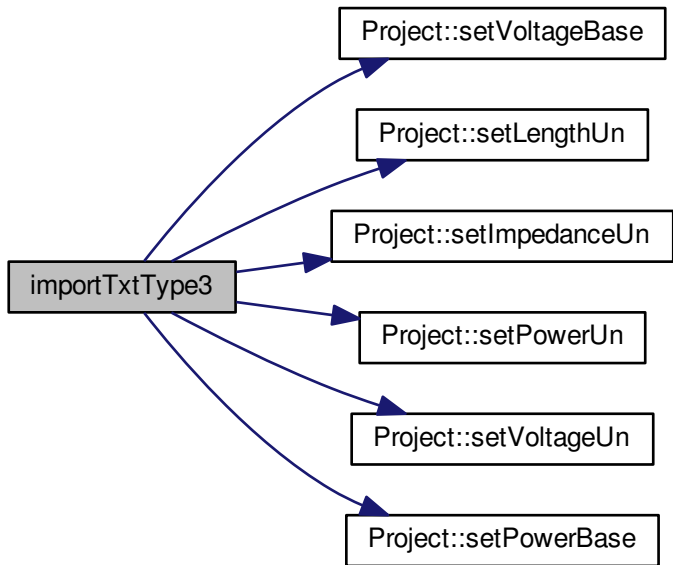 Project::setVoltageBase
Project::setLengthUn
Project::setImpedanceUn
importTxtType3
Project::setPowerUn
Project::setVoltageUn
Project::setPowerBase